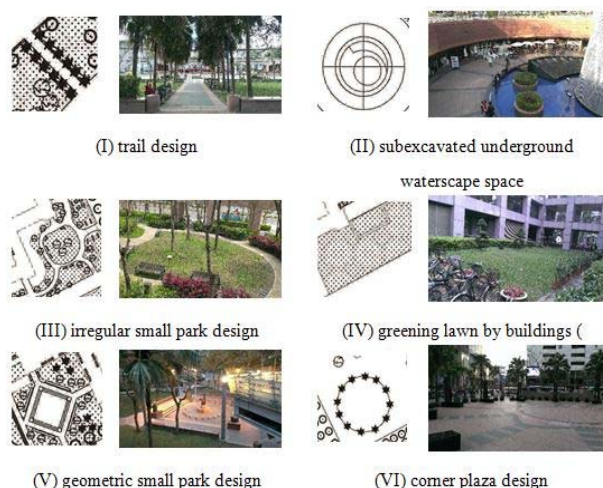 (I) trail design
(II) subexcavated underground
waterscape space
(III) irregular small park design
(IV) greening lawn by buildings (
(V) geometric small park design
(VI) corner plaza design